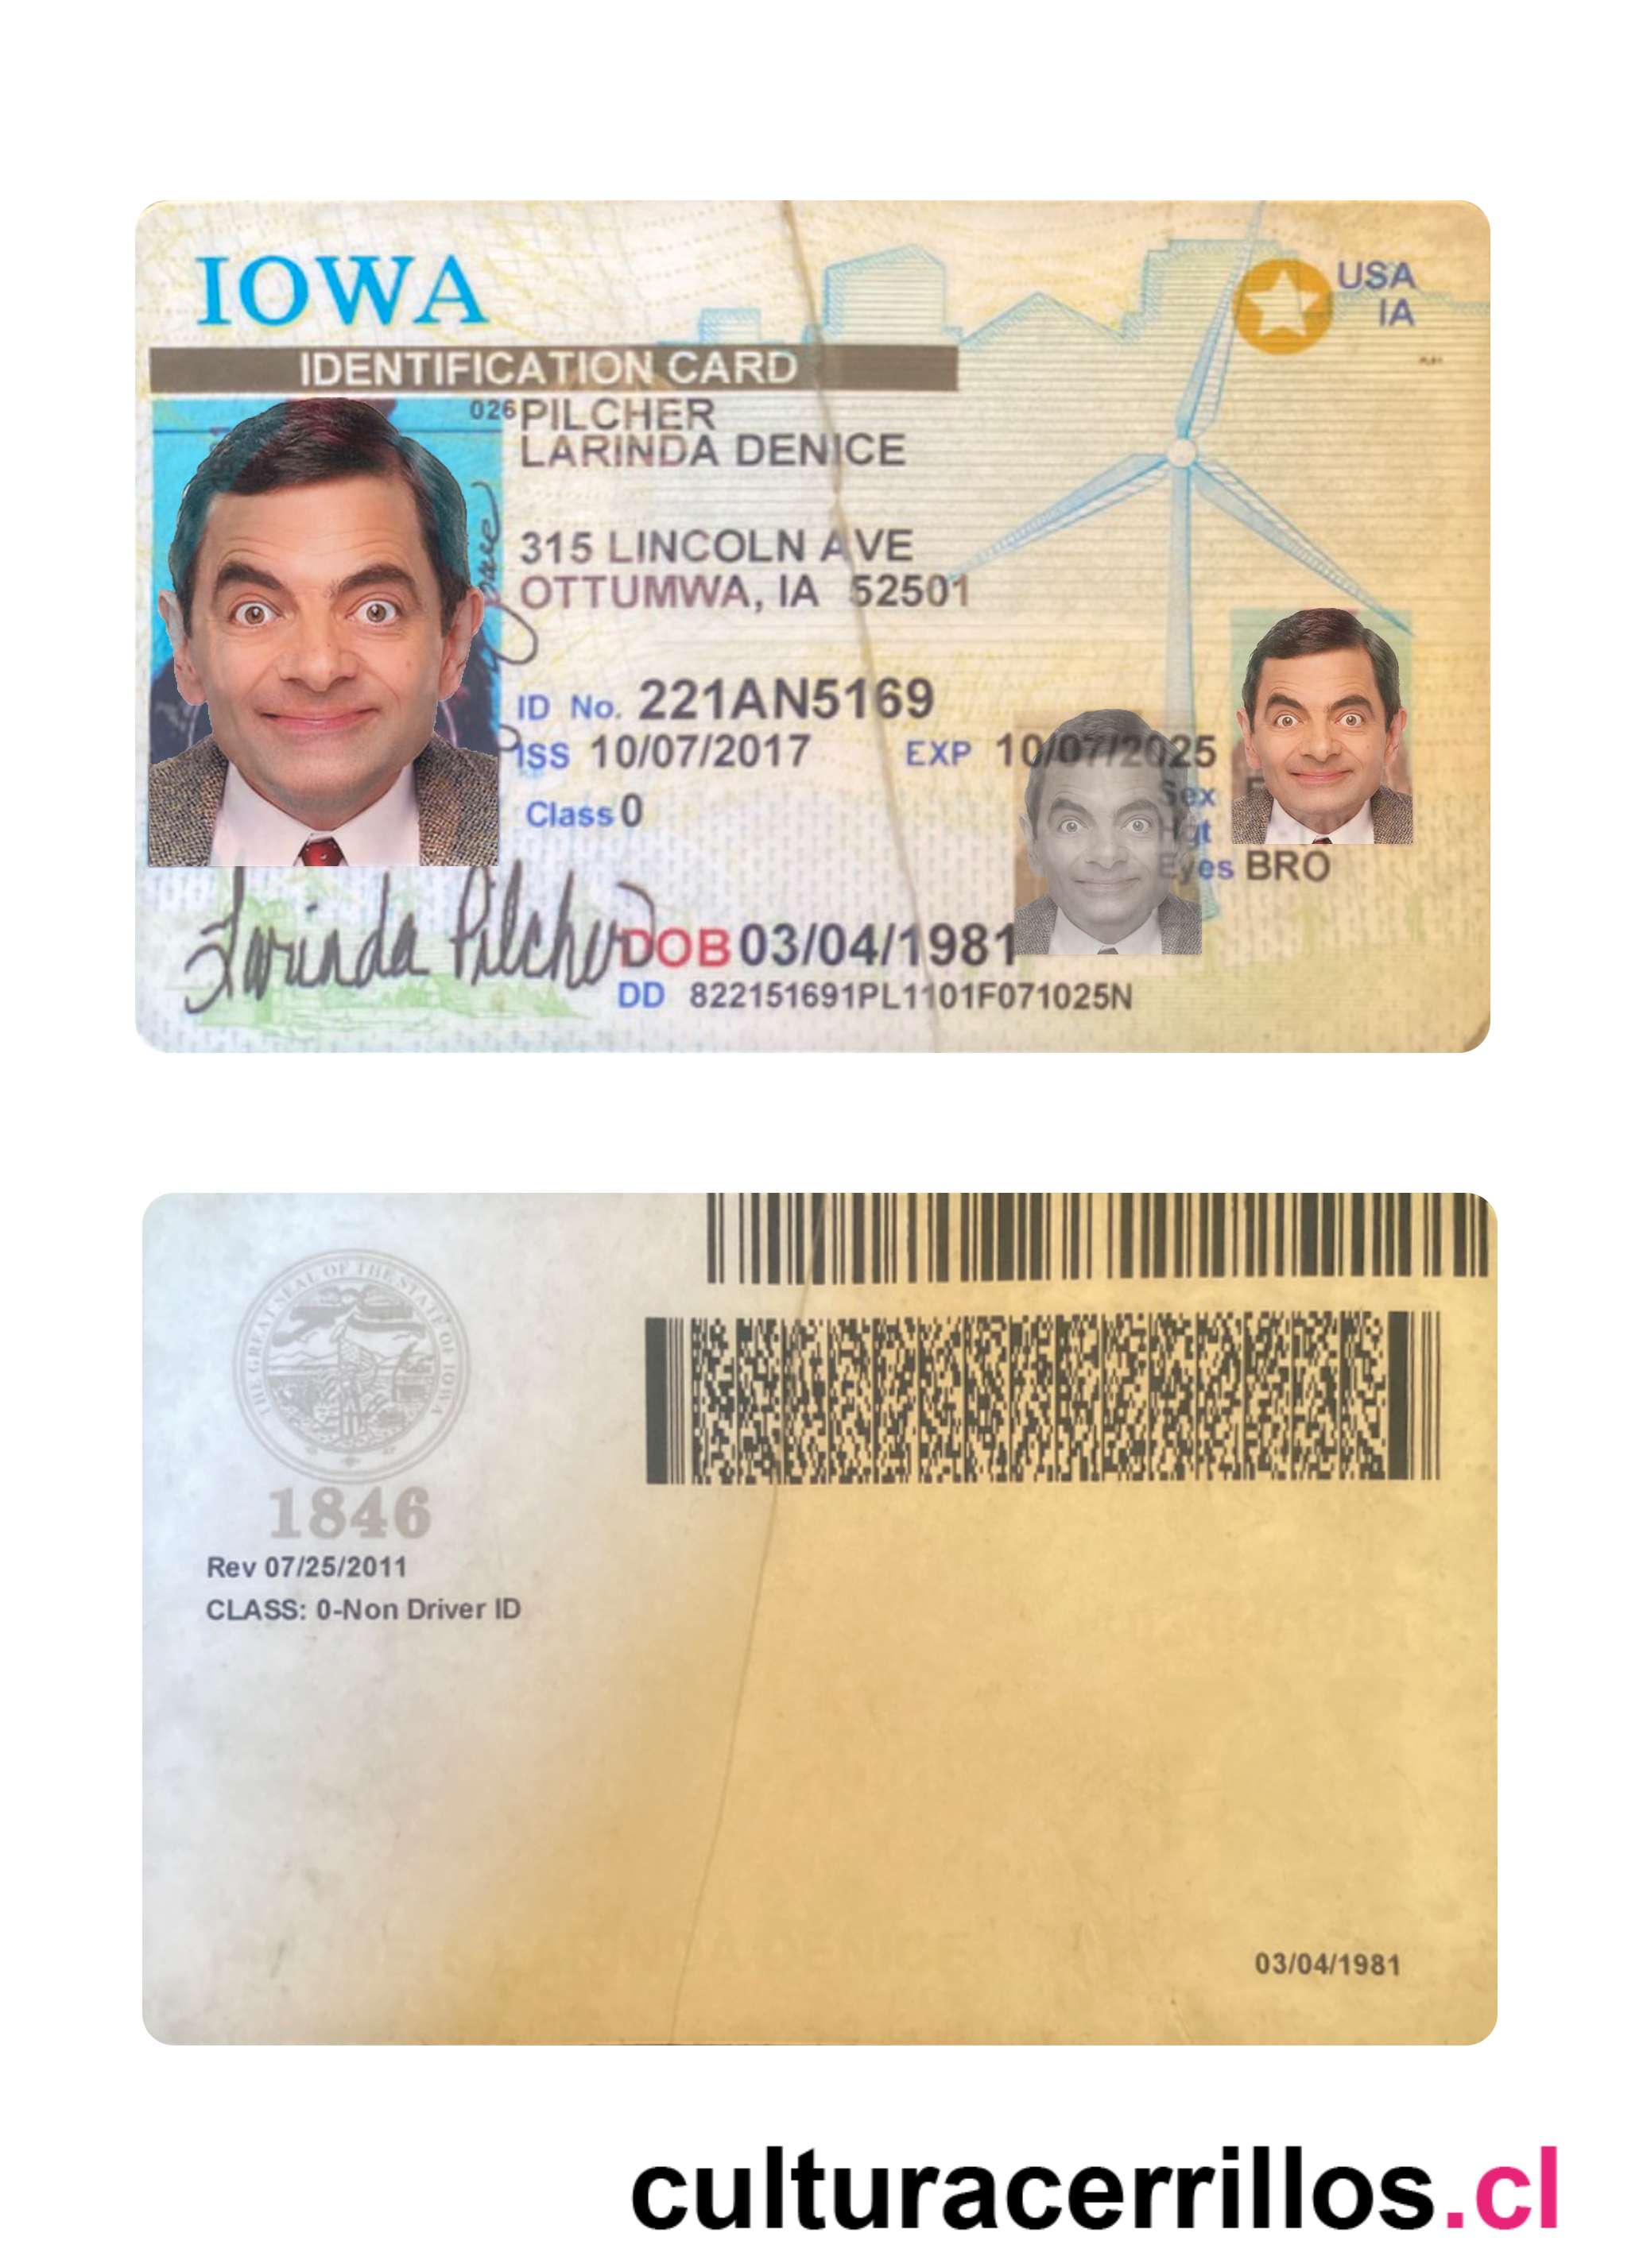 IOWA
USA
IA
IDENTIFICATION CARD
026 PILCHER
LARINDA DENICE
315 LINCOLN AVE
OTTUMWA, IA 52501
ID No. 221AN5169
ISS 10/07/2017 EXP 10/07/2025
Sex F
Hgt
Class 0
Eyes BRO
Larinda Pilcher
DOB 03/04/1981
DD 822151691PL1101F071025N
THE GREAT SEAL OF THE STATE OF IOWA
1846
Rev 07/25/2011
CLASS: 0-Non Driver ID
03/04/1981
culturacerrillos.cl